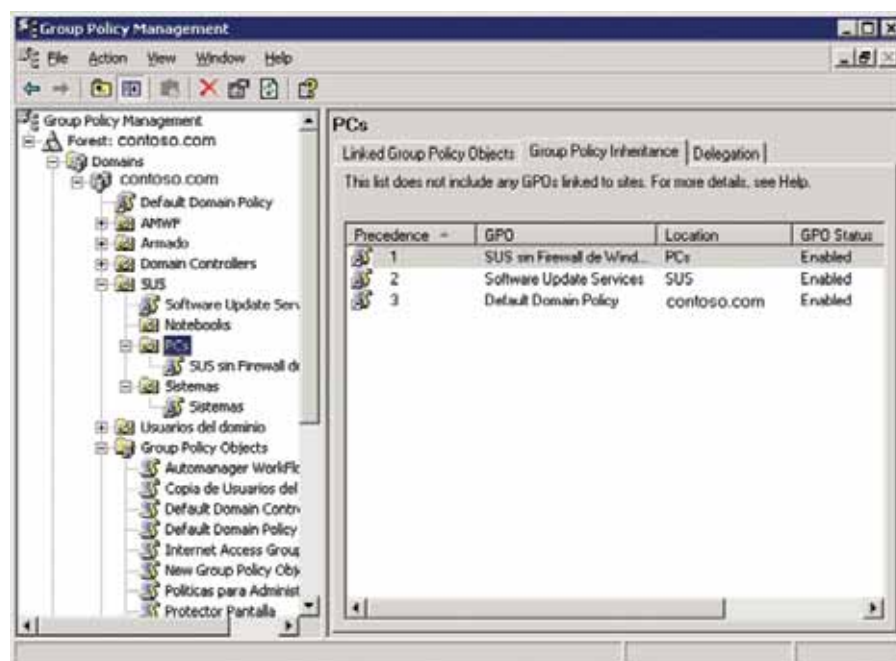 Group Policy Management
File Action View Window Help
Group Policy Management
Forest: contoso.com
Domains
contoso.com
Default Domain Policy
AMWF
Armado
Domain Controllers
SUS
Software Update Serv
Notebooks
PCs
SUS sin Firewall de
Sistemas
Sistemas
Usuarios del dominio
Group Policy Objects
Automanager WorkFlo
Copia de Usuarios del
Default Domain Contr
Default Domain Policy
Internet Access Group
New Group Policy Obj
Politicas para Administ
Protector Pantalla
PCs
Linked Group Policy Objects Group Policy Inheritance Delegation
This list does not include any GPOs linked to sites. For more details, see Help.
Precedence GPO Location GPO Status
1 SUS sin Firewall de Wind... PCs Enabled
2 Software Update Services SUS Enabled
3 Default Domain Policy contoso.com Enabled